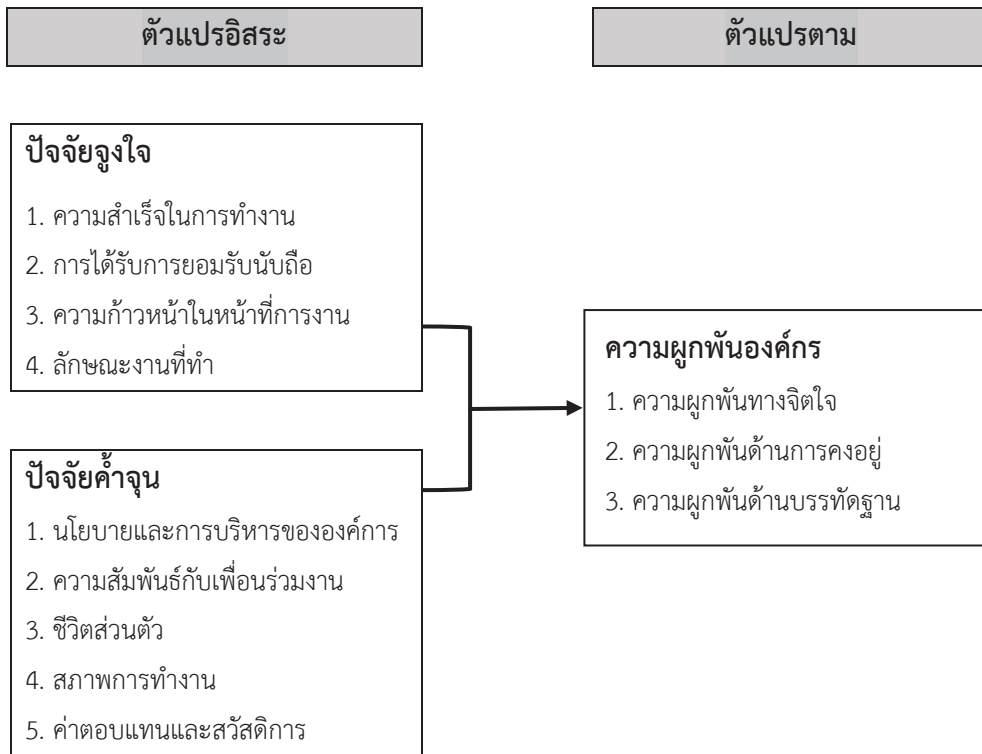 ตัวแปรอิสระ
ตัวแปรตาม
ปัจจัยจูงใจ
1. ความสำเร็จในการทำงาน
2. การได้รับการยอมรับนับถือ
3. ความก้าวหน้าในหน้าที่การงาน
4. ลักษณะงานที่ทำ
ปัจจัยค้ำจุน
1. นโยบายและการบริหารขององค์การ
2. ความสัมพันธ์กับเพื่อนร่วมงาน
3. ชีวิตส่วนตัว
4. สภาพการทำงาน
5. ค่าตอบแทนและสวัสดิการ
ความผูกพันองค์กร
1. ความผูกพันทางจิตใจ
2. ความผูกพันด้านการคงอยู่
3. ความผูกพันด้านบรรทัดฐาน